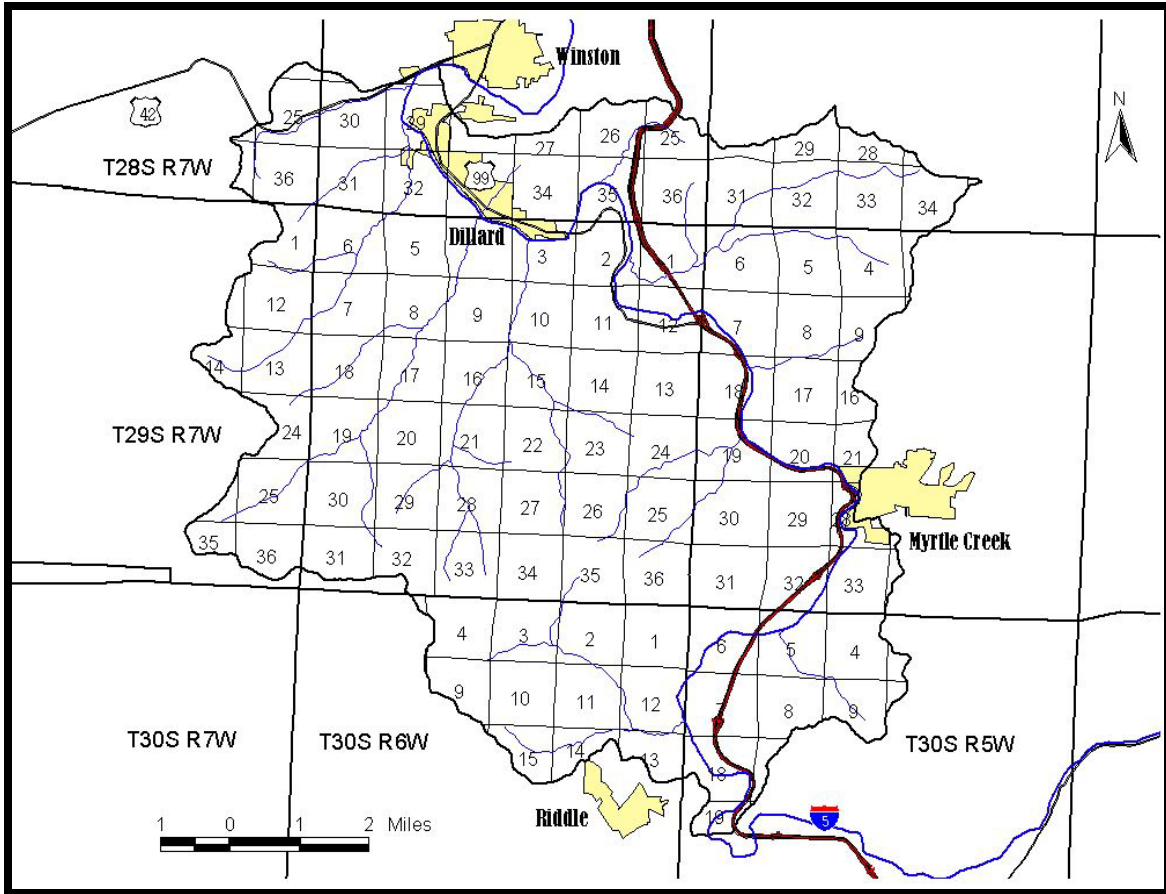 Winston
N
42
25 30 29 26 25
27 29 28
T28S R7W
36 31 32 99 34 35 36 31 32 33 34
Dillard
1 6 5 3 2 1 6 5 4
12 7 8 9 10 11 12 7 8 9
14 13 18 17 16 15 14 13 18 17 16
T29S R7W
24 19 20 21 22 23 24 19 20 21
25 30 29 28 27 26 25 30 29 28
Myrtle Creek
35 36 31 32 33 34 35 36 31 32 33
4 3 2 1 6 5 4
9 10 11 12 8 9
T30S R7W
T30S R6W
T30S R5W
15 14 13 18
Riddle
19
5
1 0 1 2 Miles